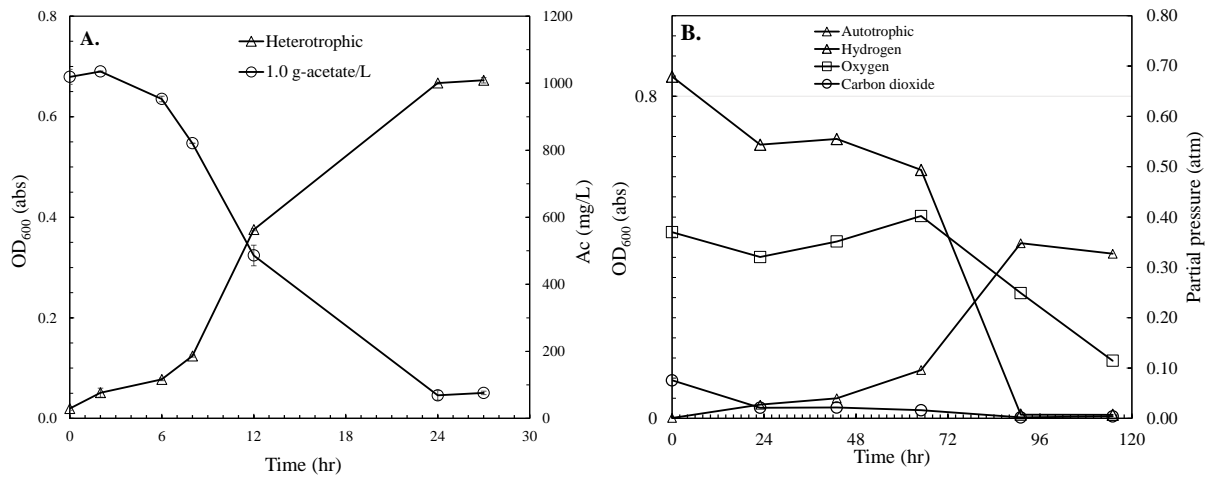 A.
Heterotrophic
1.0 g-acetate/L
OD600 (abs)
0.8
0.6
0.4
0.2
0.0
1200
1000
800
600
400
200
0
Ac (mg/L)
0 6 12 18 24 30
Time (hr)
B.
Autotrophic
Hydrogen
Oxygen
Carbon dioxide
OD600 (abs)
0.8
0
0.80
0.70
0.60
0.50
0.40
0.30
0.20
0.10
0.00
Partial pressure (atm)
0 24 48 72 96 120
Time (hr)